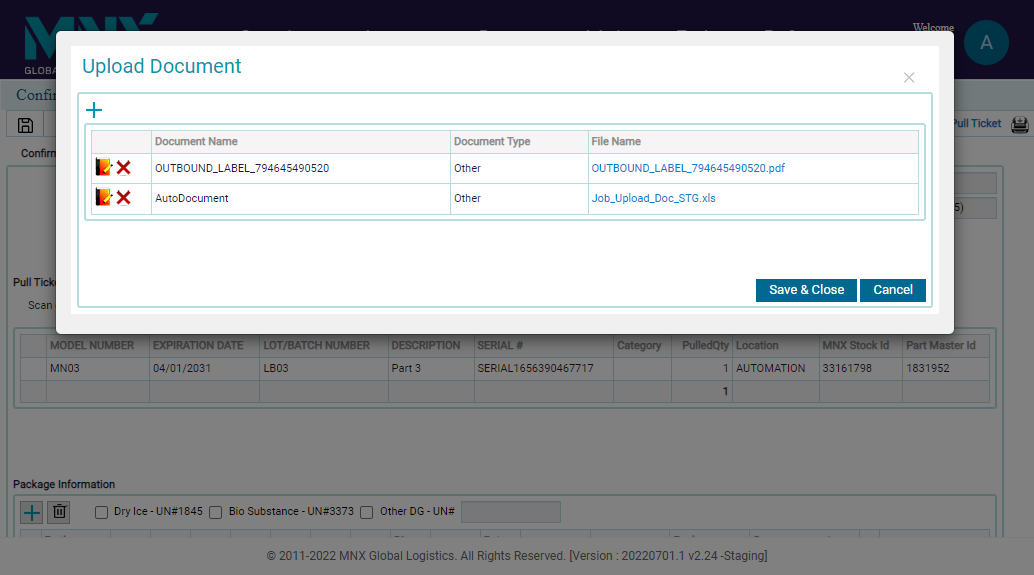 MNX
GLOBA
Welcome
A
Upload Document
Confir
Pull Ticket
Document Name Document Type File Name
Confirm
OUTBOUND_LABEL_794645490520 Other OUTBOUND_LABEL_794645490520.pdf
AutoDocument Other Job_Upload_Doc_STG.xls
5)
Pull Ticke
Save & Close Cancel
Scan
MODEL NUMBER EXPIRATION DATE LOT/BATCH NUMBER DESCRIPTION SERIAL # Category PulledQty Location MNX Stock Id Part Master Id
MN03 04/01/2031 LB03 Part 3 SERIAL1656390467717 1 AUTOMATION 33161798 1831952
1
Package Information
Dry Ice - UN#1845 Bio Substance - UN#3373 Other DG - UN#
© 2011-2022 MNX Global Logistics. All Rights Reserved. [Version : 20220701.1 v2.24 -Staging]